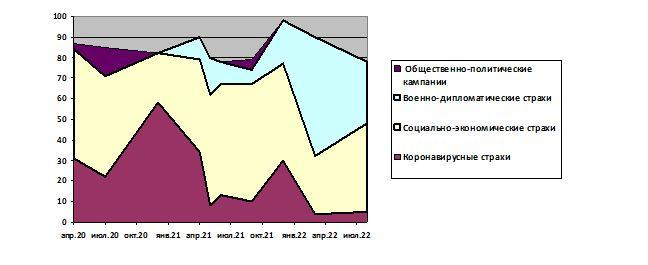 100
90
80
70
60
50
40
30
20
10
0
апр.20 июл.20 окт.20 янв.21 апр.21 июл.21 окт.21 янв.22 апр.22 июл.22
Общественно-политические
кампании
Военно-дипломатические страхи
Социально-экономические страхи
Коронавирусные страхи